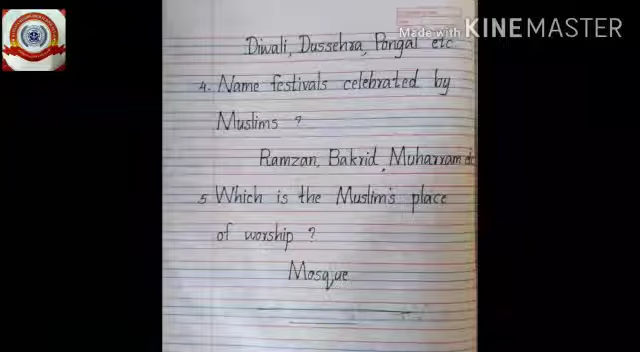 Made with KINEMASTER
Diwali, Dussehra, Pongal etc
4. Name festivals celebrated by
Muslims ?
Ramzan, Bakrid, Muharram etc
5 Which is the Muslim's place
of worship ?
Mosque